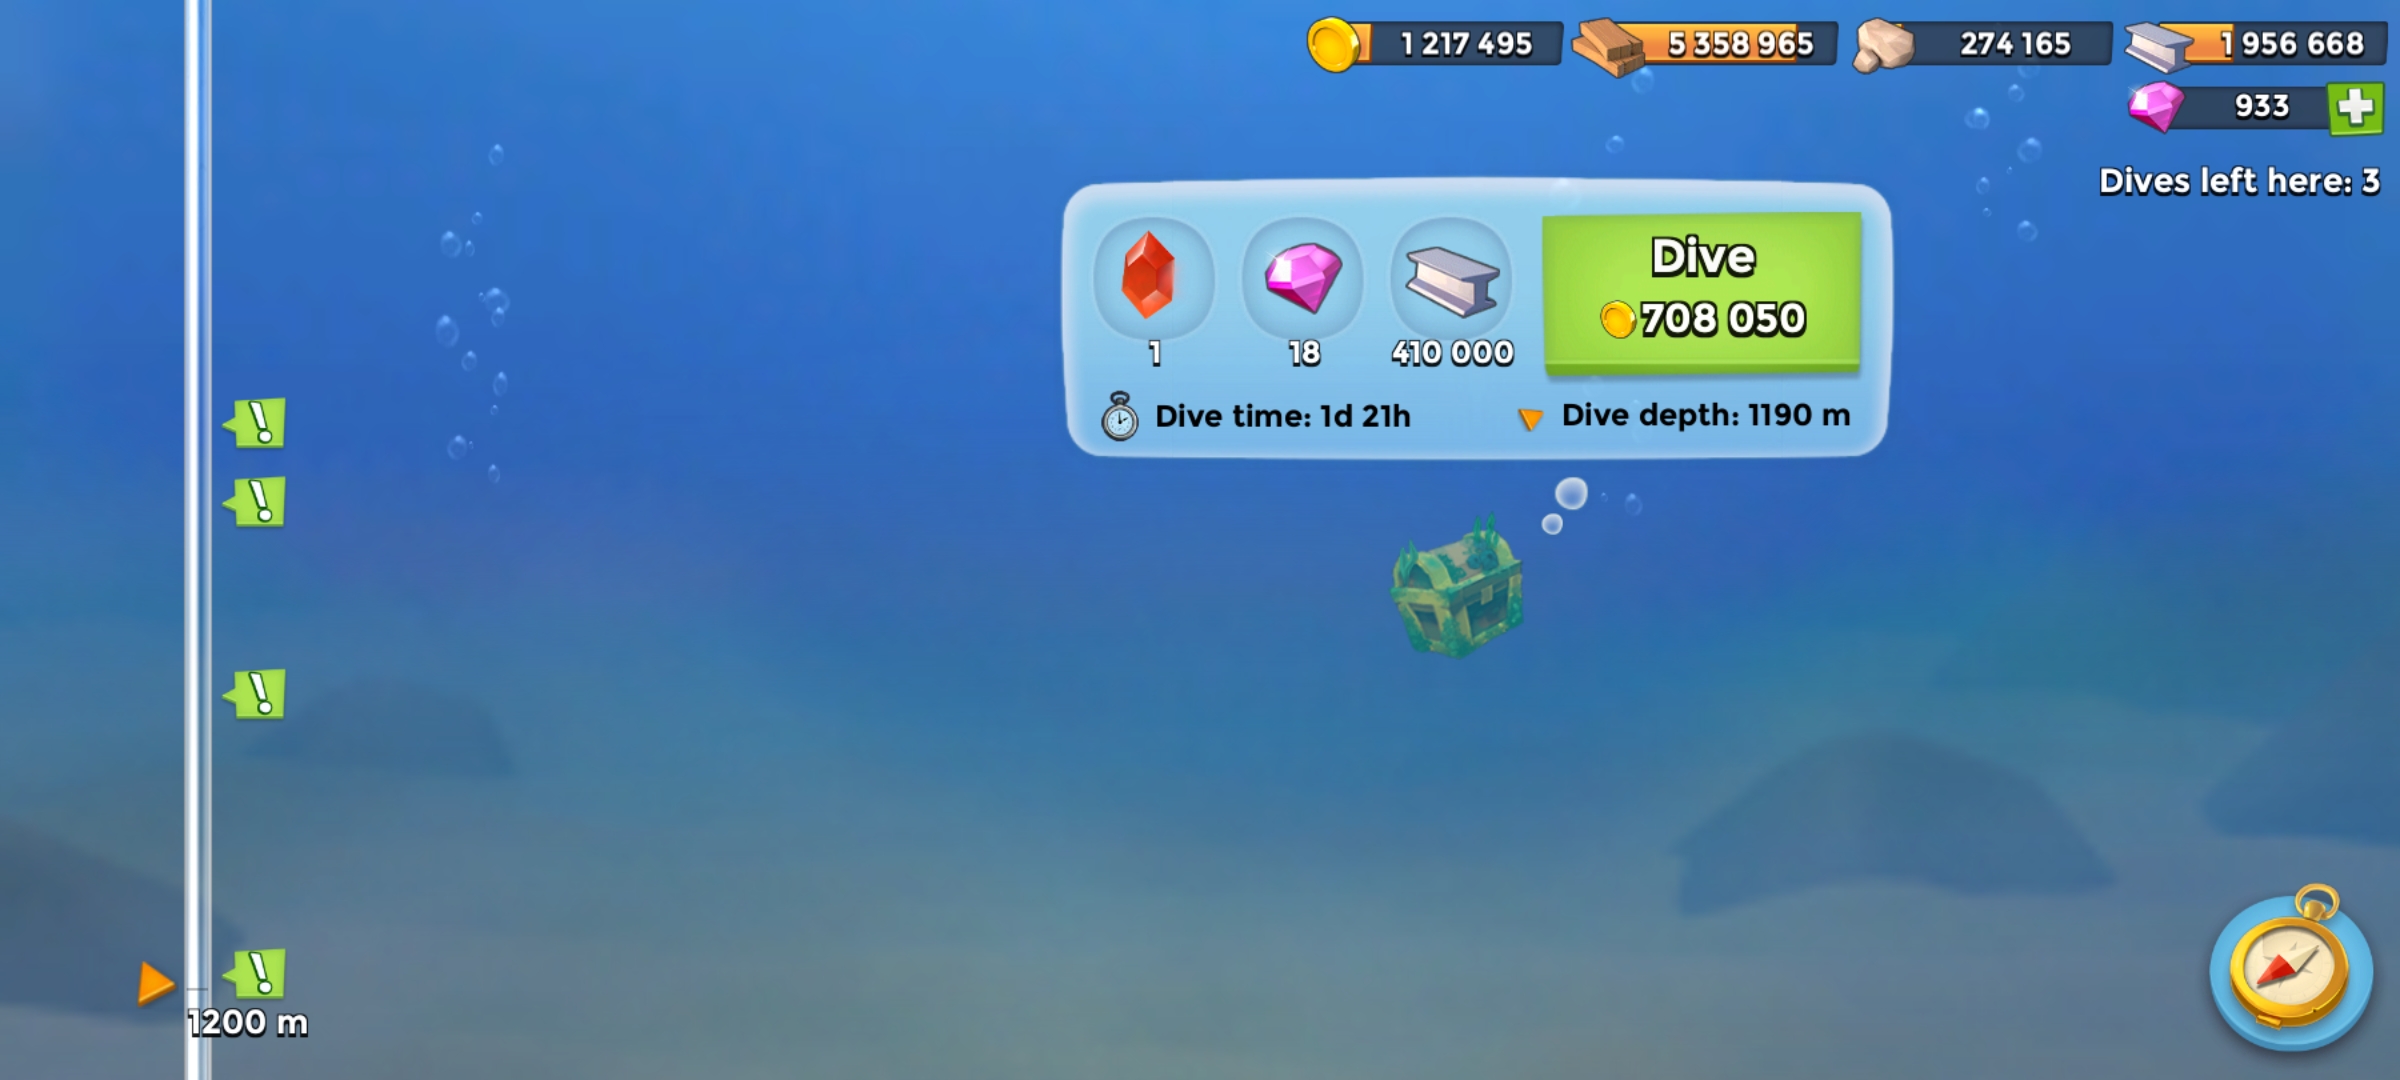 1 217 495
5 358 965
274 165
1 956 668
933
Dives left here: 3
Dive
708 050
1
18
410 000
Dive time: 1d 21h
Dive depth: 1190 m
!
!
!
!
1200 m